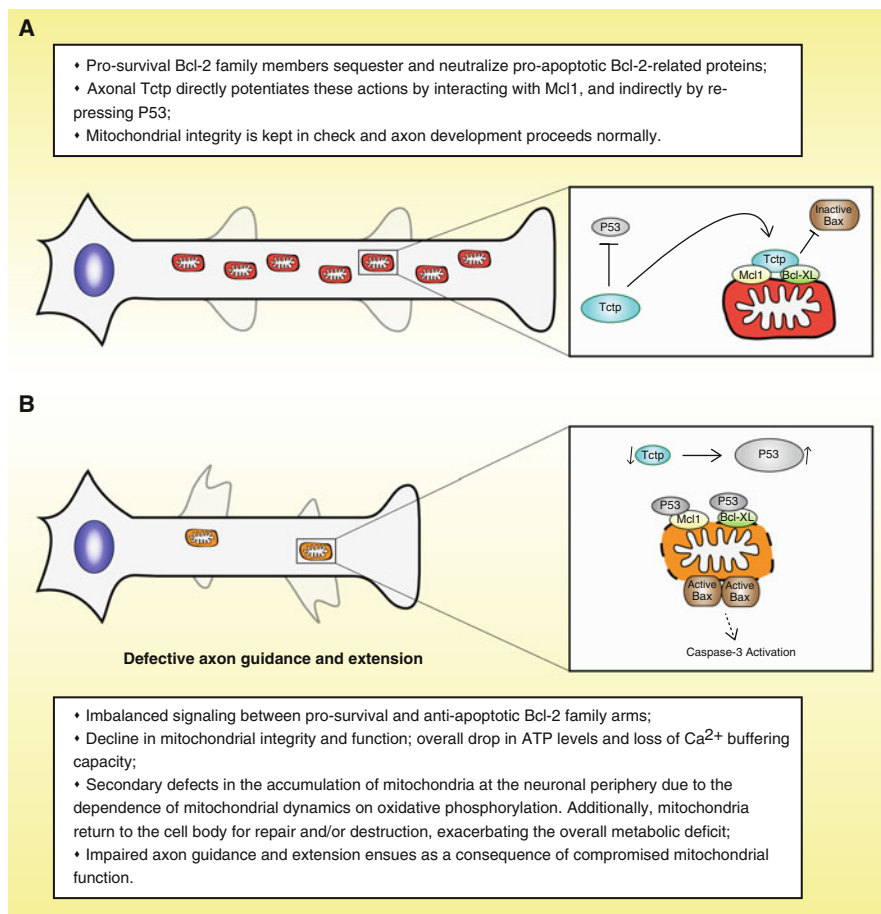 A
• Pro-survival Bcl-2 family members sequester and neutralize pro-apoptotic Bcl-2-related proteins;
• Axonal Tctp directly potentiates these actions by interacting with Mcl1, and indirectly by re-
pressing P53;
• Mitochondrial integrity is kept in check and axon development proceeds normally.
P53
Inactive
Bax
Tctp
Mcl1
Bcl-XL
Tctp
B
Tctp
P53
P53
P53
Mcl1
Bcl-XL
Active
Bax
Active
Bax
Caspase-3 Activation
Defective axon guidance and extension
• Imbalanced signaling between pro-survival and anti-apoptotic Bcl-2 family arms;
• Decline in mitochondrial integrity and function; overall drop in ATP levels and loss of Ca2+ buffering
capacity;
• Secondary defects in the accumulation of mitochondria at the neuronal periphery due to the
dependence of mitochondrial dynamics on oxidative phosphorylation. Additionally, mitochondria
return to the cell body for repair and/or destruction, exacerbating the overall metabolic deficit;
• Impaired axon guidance and extension ensues as a consequence of compromised mitochondrial
function.